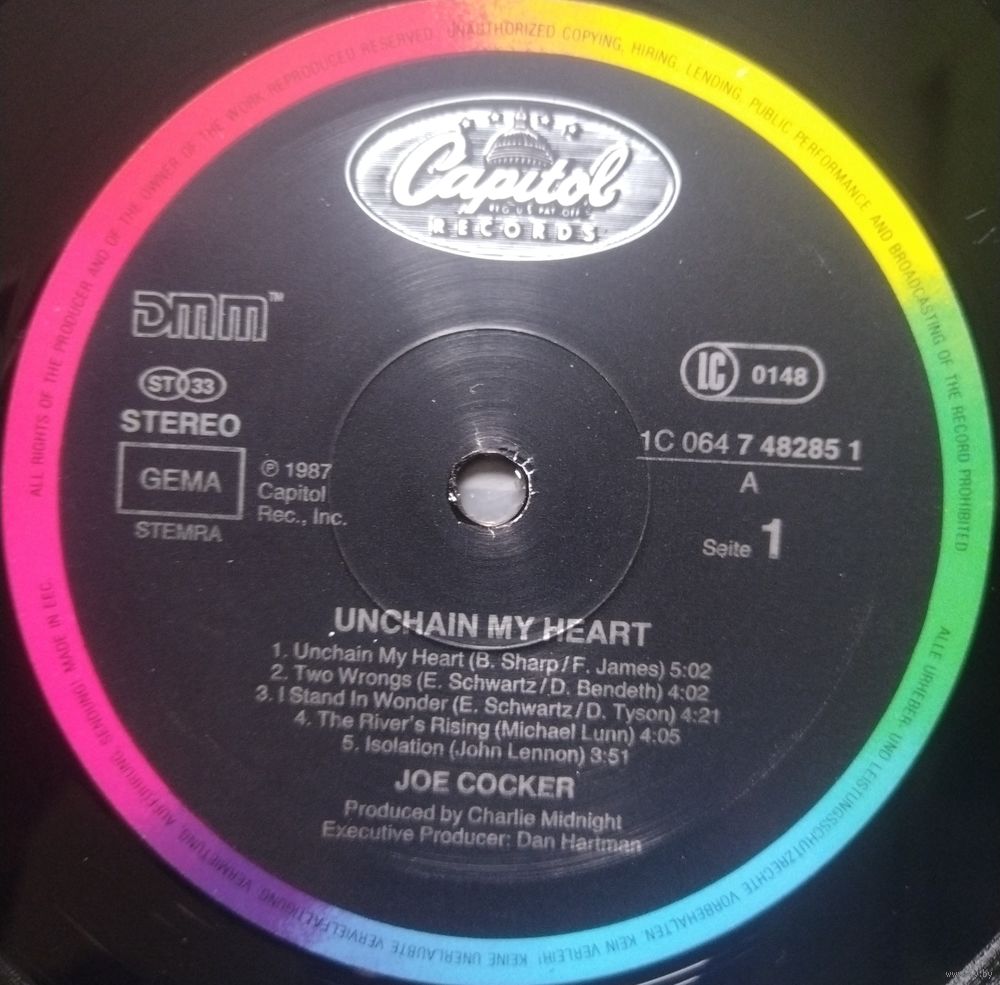 ALL RIGHTS OF THE PRODUCER AND OF THE OWNER OF THE WORK REPRODUCED RESERVED. UNAUTHORIZED COPYING, HIRING, LENDING, PUBLIC PERFORMANCE AND BROADCASTING OF THE RECORD PROHIBITED
Capitol
REG. U.S. PAT. OFF.
RECORDS
DMM™
ST 33
STEREO
GEMA
STEMRA
℗ 1987
Capitol
Rec., Inc.
LC 0148
1C 064 7 48285 1
A
Seite 1
UNCHAIN MY HEART
1. Unchain My Heart (B. Sharp/F. James) 5:02
2. Two Wrongs (E. Schwartz/D. Bendeth) 4:02
3. I Stand In Wonder (E. Schwartz/D. Tyson) 4:21
4. The River's Rising (Michael Lunn) 4:05
5. Isolation (John Lennon) 3:51
JOE COCKER
Produced by Charlie Midnight
Executive Producer: Dan Hartman
ALLE URHEBER- UND LEISTUNGSSCHUTZRECHTE VORBEHALTEN. KEIN VERLEIH! KEINE UNERLAUBTE VERVIELFÄLTIGUNG, VERMIETUNG, AUFFÜHRUNG, SENDUNG! MADE IN EEC.